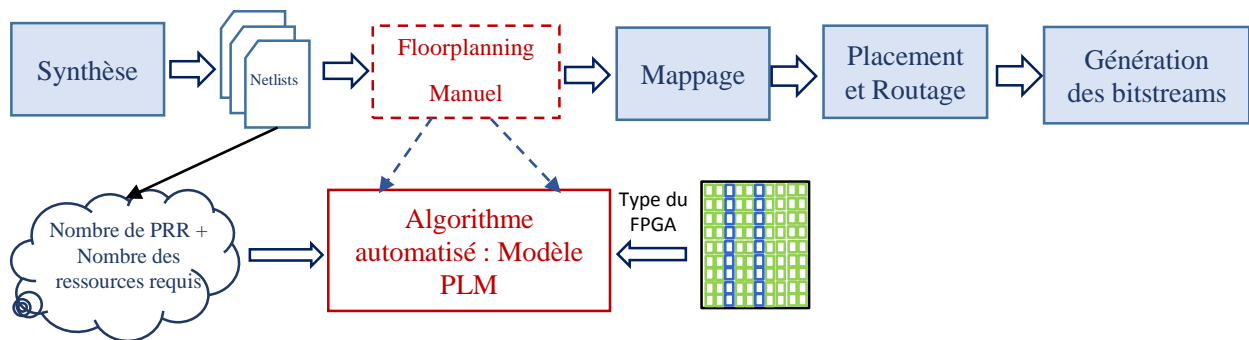 Synthèse
Netlists
Floorplanning
Manuel
Mappage
Placement
et Routage
Génération
des bitstreams
Nombre de PRR +
Nombre des
ressources requis
Algorithme
automatisé : Modèle
PLM
Type du
FPGA